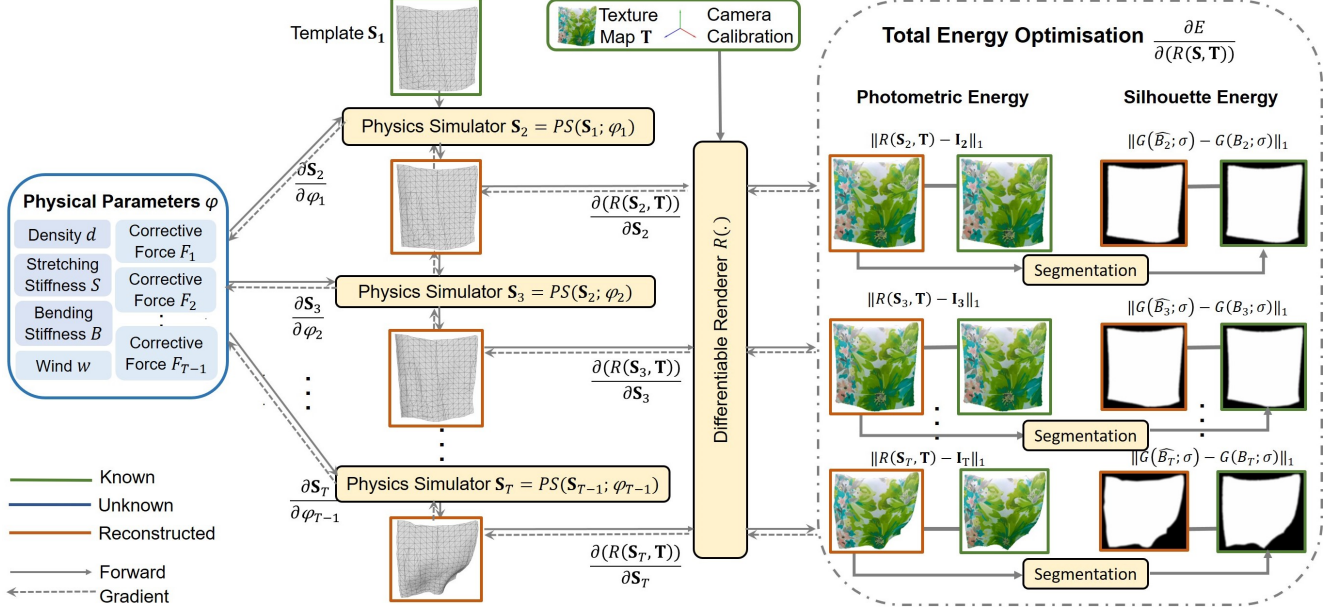 Template S₁
Texture
Map T
Camera
Calibration
Total Energy Optimisation ∂E
∂(R(S, T))
Physics Simulator S₂ = PS(S₁; φ₁)
∂S₂
∂φ₁
Physical Parameters φ
Density d
Stretching
Stiffness S
Bending
Stiffness B
Wind w
Corrective
Force F₁
Corrective
Force F₂
⋮
Corrective
Force F_{T−1}
∂(R(S₂, T))
∂S₂
Physics Simulator S₃ = PS(S₂; φ₂)
∂S₃
∂φ₂
∂(R(S₃, T))
∂S₃
Physics Simulator S_T = PS(S_{T−1}; φ_{T−1})
∂S_T
∂φ_{T−1}
∂(R(S_T, T))
∂S_T
Differentiable Renderer R(.)
Photometric Energy
Silhouette Energy
‖R(S₂, T) − I₂‖₁
‖G(B̂₂; σ) − G(B₂; σ)‖₁
Segmentation
‖R(S₃, T) − I₃‖₁
‖G(B̂₃; σ) − G(B₃; σ)‖₁
Segmentation
‖R(S_T, T) − I_T‖₁
‖G(B̂_T; σ) − G(B_T; σ)‖₁
Segmentation
Known
Unknown
Reconstructed
Forward
Gradient